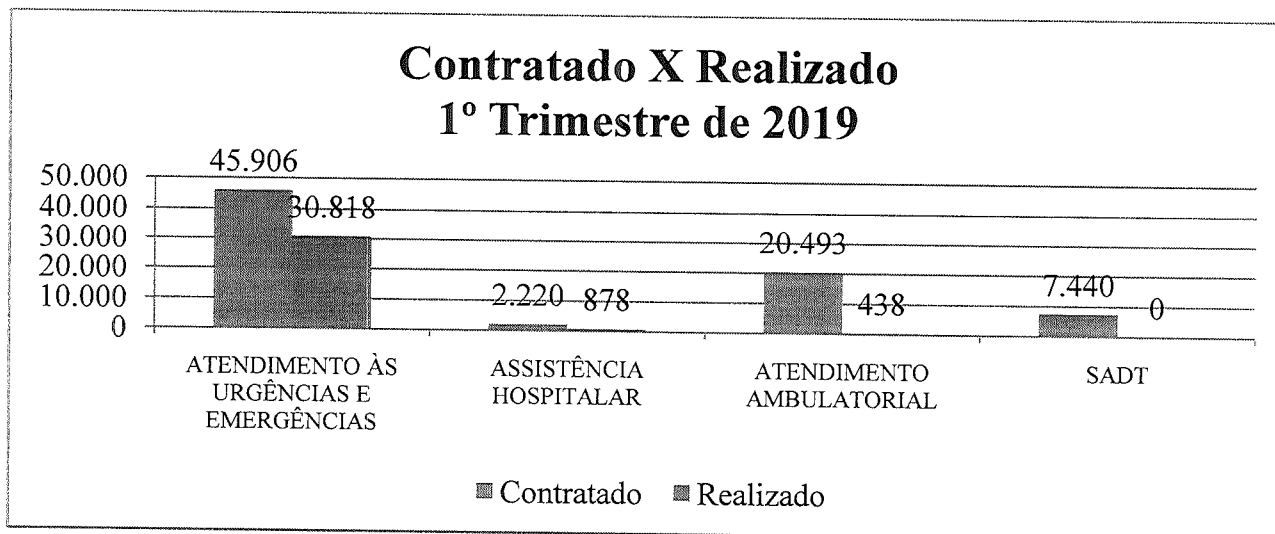 Contratado X Realizado
1º Trimestre de 2019
50.000
40.000
30.000
20.000
10.000
0
45.906
30.818
2.220
878
20.493
438
7.440
0
ATENDIMENTO ÀS
URGÊNCIAS E
EMERGÊNCIAS
ASSISTÊNCIA
HOSPITALAR
ATENDIMENTO
AMBULATORIAL
SADT
Contratado
Realizado